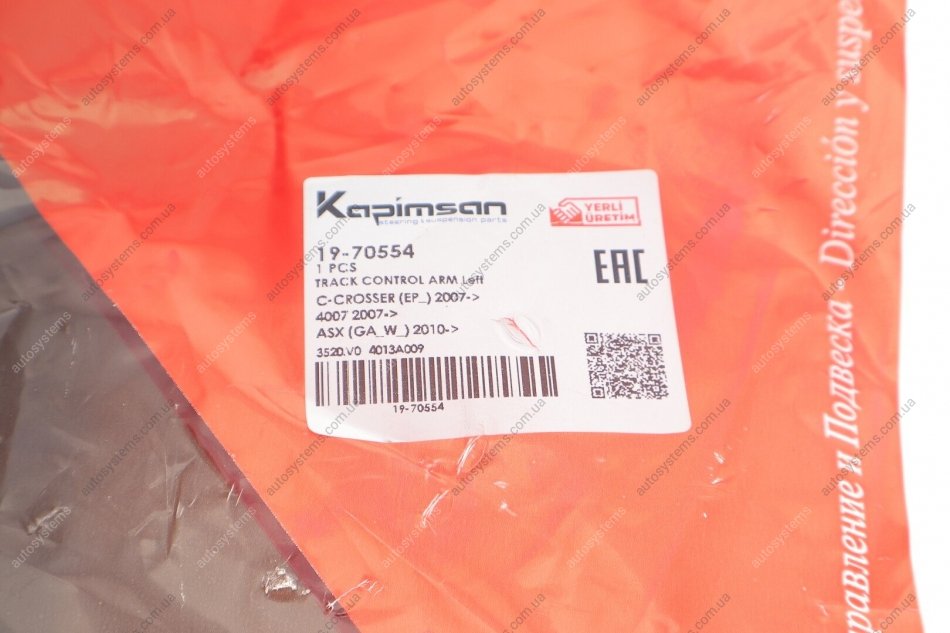 Kapimsan
steering & suspension parts
YERLİ
ÜRETİM
19-70554
1 PCS
TRACK CONTROL ARM Left
C-CROSSER (EP_) 2007->
4007 2007->
ASX (GA_W_) 2010->
3520.V0 4013A009
19-70554
EAC
равление и Подвеска • Dirección y suspe
autosystems.com.ua